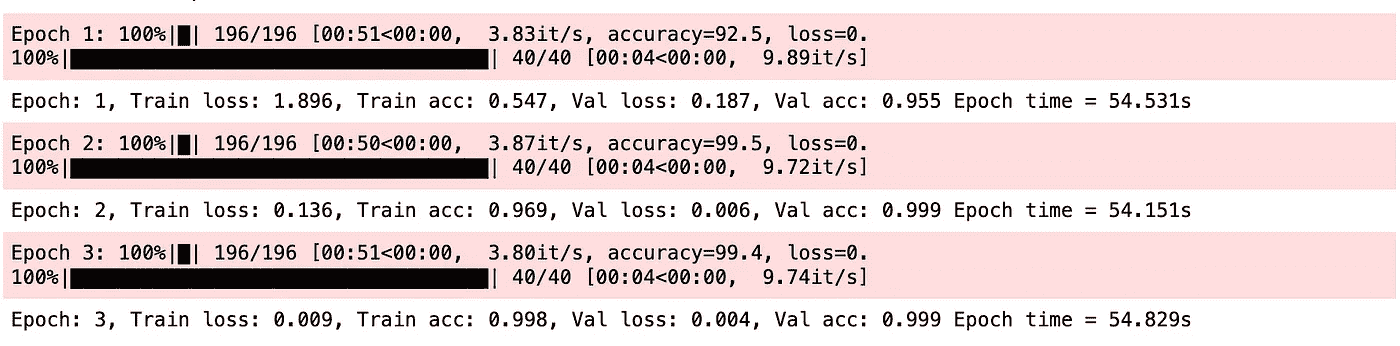 Epoch 1: 100%|█| 196/196 [00:51<00:00,  3.83it/s, accuracy=92.5, loss=0.
100%|██████████████████████████████████| 40/40 [00:04<00:00,  9.89it/s]
Epoch: 1, Train loss: 1.896, Train acc: 0.547, Val loss: 0.187, Val acc: 0.955 Epoch time = 54.531s
Epoch 2: 100%|█| 196/196 [00:50<00:00,  3.87it/s, accuracy=99.5, loss=0.
100%|██████████████████████████████████| 40/40 [00:04<00:00,  9.72it/s]
Epoch: 2, Train loss: 0.136, Train acc: 0.969, Val loss: 0.006, Val acc: 0.999 Epoch time = 54.151s
Epoch 3: 100%|█| 196/196 [00:51<00:00,  3.80it/s, accuracy=99.4, loss=0.
100%|██████████████████████████████████| 40/40 [00:04<00:00,  9.74it/s]
Epoch: 3, Train loss: 0.009, Train acc: 0.998, Val loss: 0.004, Val acc: 0.999 Epoch time = 54.829s